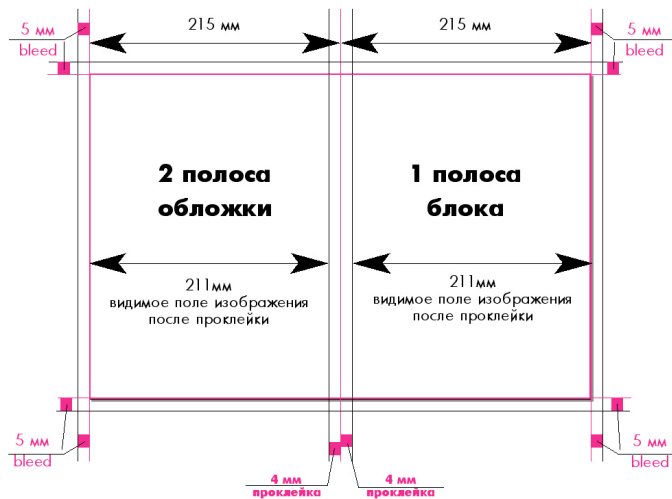 5 мм
bleed
215 мм
215 мм
5 мм
bleed
2 полоса
обложки
1 полоса
блока
211мм
видимое поле изображения
после проклейки
211мм
видимое поле изображения
после проклейки
5 мм
bleed
5 мм
bleed
4 мм
проклейка
4 мм
проклейка